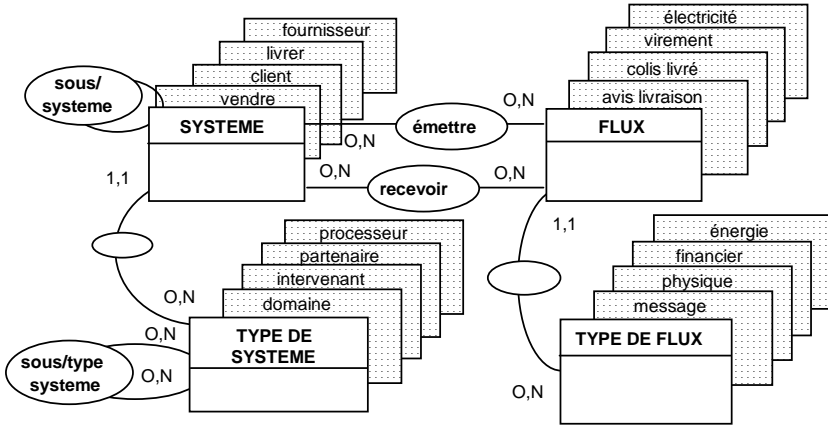 fournisseur
livrer
client
vendre
SYSTEME
sous/
systeme
O,N
émettre
O,N
O,N
recevoir
O,N
électricité
virement
colis livré
avis livraison
FLUX
1,1
O,N
processeur
partenaire
intervenant
domaine
TYPE DE
SYSTEME
O,N
sous/type
systeme
O,N
1,1
énergie
financier
physique
message
TYPE DE FLUX
O,N